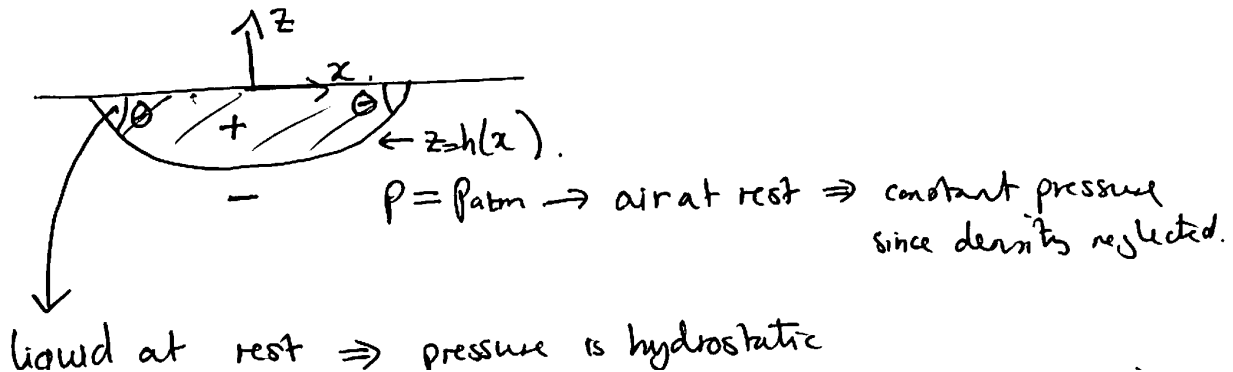 z
x.
θ θ
+
← z=h(x).
− p = Patm → air at rest ⇒ constant pressure
since density neglected.
liquid at rest ⇒ pressure is hydrostatic